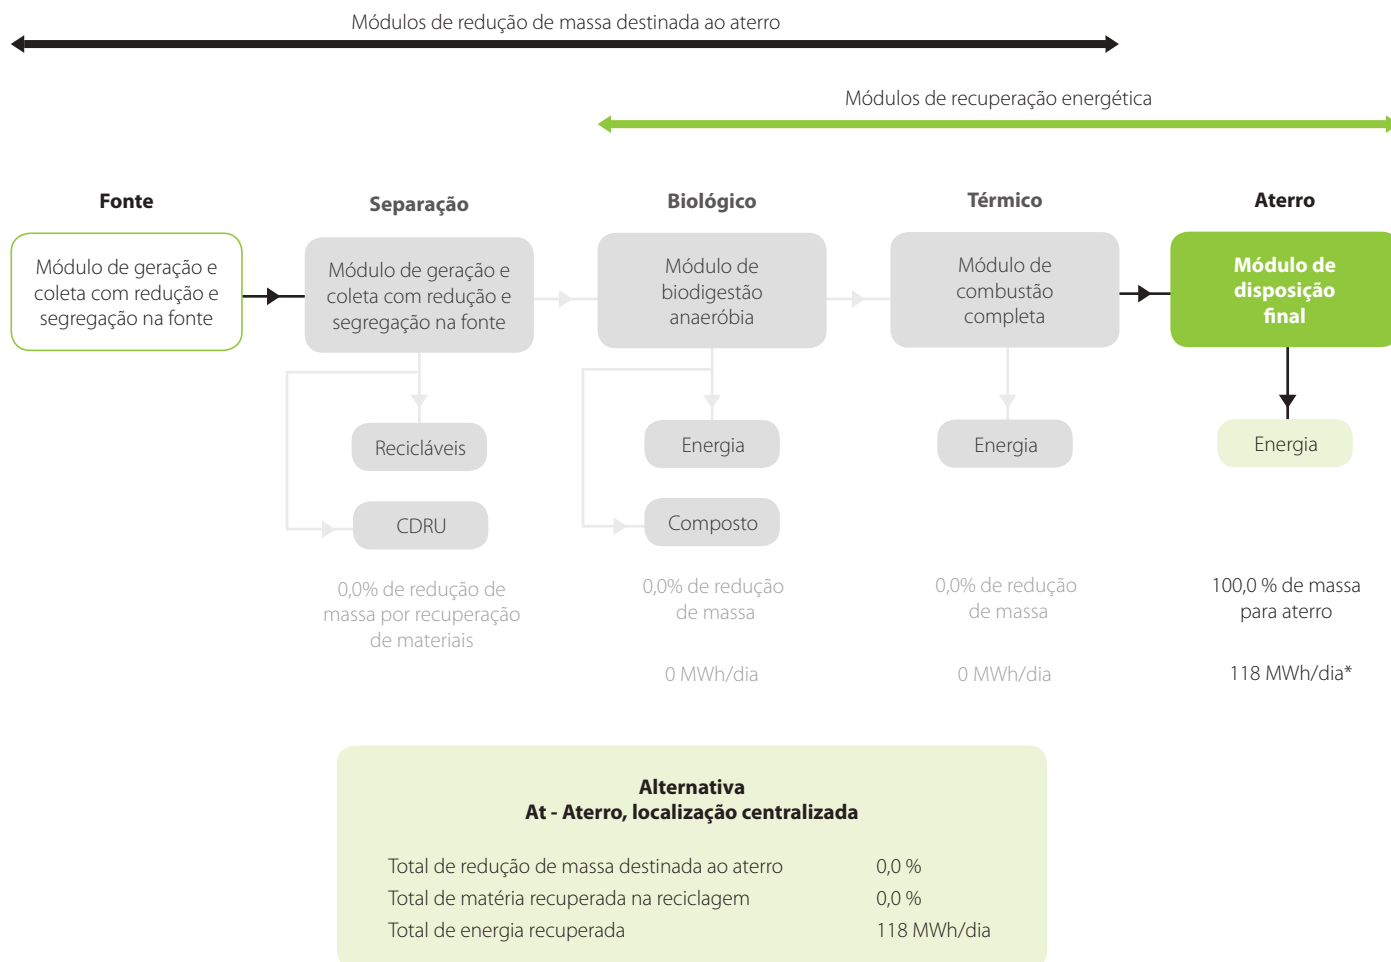 Módulos de redução de massa destinada ao aterro
Módulos de recuperação energética
Fonte
Separação
Biológico
Térmico
Aterro
Módulo de geração e
coleta com redução e
segregação na fonte
Módulo de geração e
coleta com redução e
segregação na fonte
Módulo de
biodigestão
anaeróbia
Módulo de
combustão
completa
Módulo de
disposição
final
Recicláveis
CDRU
Energia
Composto
Energia
Energia
0,0% de redução de
massa por recuperação
de materiais
0,0% de redução
de massa
0 MWh/dia
0,0% de redução
de massa
0 MWh/dia
100,0 % de massa
para aterro
118 MWh/dia*
Alternativa
At - Aterro, localização centralizada
Total de redução de massa destinada ao aterro 0,0 %
Total de matéria recuperada na reciclagem 0,0 %
Total de energia recuperada 118 MWh/dia